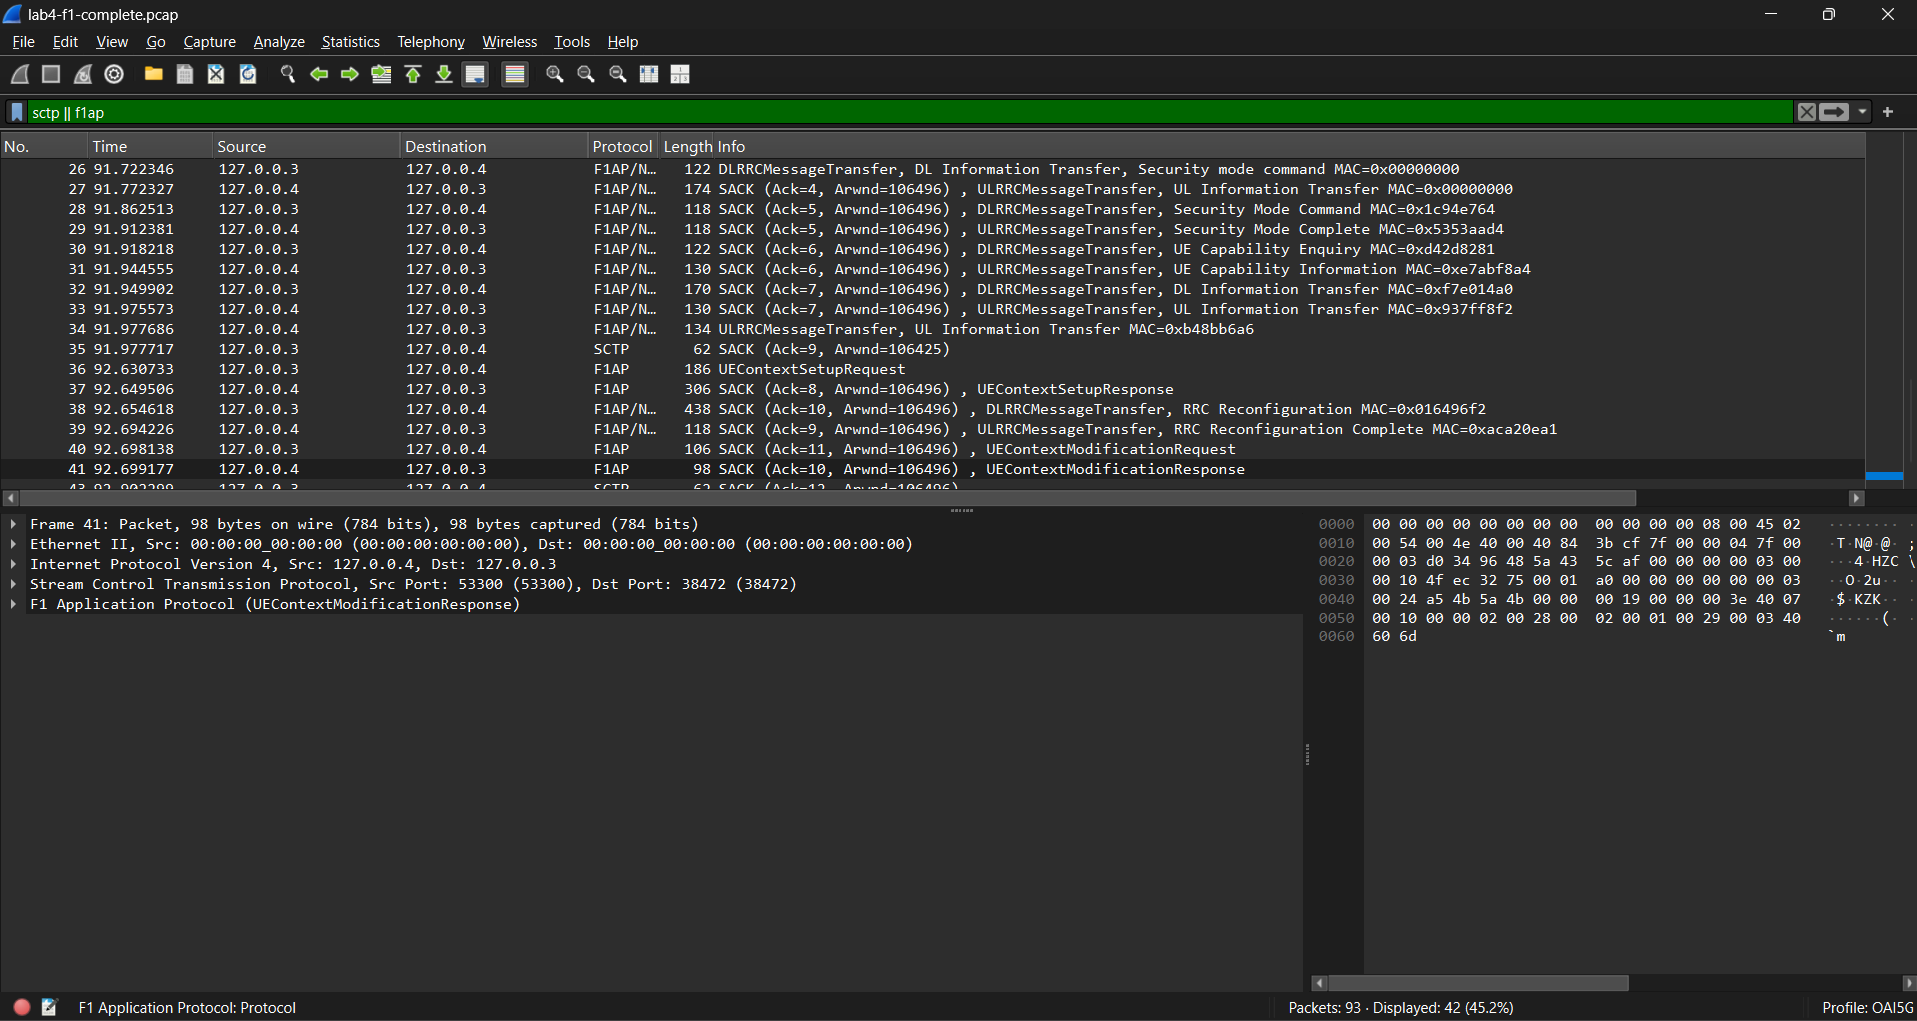 lab4-f1-complete.pcap
File Edit View Go Capture Analyze Statistics Telephony Wireless Tools Help
sctp || f1ap
No. Time Source Destination Protocol Length Info
26 91.722346 127.0.0.3 127.0.0.4 F1AP/N… 122 DLRRCMessageTransfer, DL Information Transfer, Security mode command MAC=0x00000000
27 91.772327 127.0.0.4 127.0.0.3 F1AP/N… 174 SACK (Ack=4, Arwnd=106496) , ULRRCMessageTransfer, UL Information Transfer MAC=0x00000000
28 91.862513 127.0.0.3 127.0.0.4 F1AP/N… 118 SACK (Ack=5, Arwnd=106496) , DLRRCMessageTransfer, Security Mode Command MAC=0x1c94e764
29 91.912381 127.0.0.4 127.0.0.3 F1AP/N… 118 SACK (Ack=5, Arwnd=106496) , ULRRCMessageTransfer, Security Mode Complete MAC=0x5353aad4
30 91.918218 127.0.0.3 127.0.0.4 F1AP/N… 122 SACK (Ack=6, Arwnd=106496) , DLRRCMessageTransfer, UE Capability Enquiry MAC=0xd42d8281
31 91.944555 127.0.0.4 127.0.0.3 F1AP/N… 130 SACK (Ack=6, Arwnd=106496) , ULRRCMessageTransfer, UE Capability Information MAC=0xe7abf8a4
32 91.949902 127.0.0.3 127.0.0.4 F1AP/N… 170 SACK (Ack=7, Arwnd=106496) , DLRRCMessageTransfer, DL Information Transfer MAC=0xf7e014a0
33 91.975573 127.0.0.4 127.0.0.3 F1AP/N… 130 SACK (Ack=7, Arwnd=106496) , ULRRCMessageTransfer, UL Information Transfer MAC=0x937ff8f2
34 91.977686 127.0.0.4 127.0.0.3 F1AP/N… 134 ULRRCMessageTransfer, UL Information Transfer MAC=0xb48bb6a6
35 91.977717 127.0.0.3 127.0.0.4 SCTP 62 SACK (Ack=9, Arwnd=106425)
36 92.630733 127.0.0.3 127.0.0.4 F1AP 186 UEContextSetupRequest
37 92.649506 127.0.0.4 127.0.0.3 F1AP 306 SACK (Ack=8, Arwnd=106496) , UEContextSetupResponse
38 92.654618 127.0.0.3 127.0.0.4 F1AP/N… 438 SACK (Ack=10, Arwnd=106496) , DLRRCMessageTransfer, RRC Reconfiguration MAC=0x016496f2
39 92.694226 127.0.0.4 127.0.0.3 F1AP/N… 118 SACK (Ack=9, Arwnd=106496) , ULRRCMessageTransfer, RRC Reconfiguration Complete MAC=0xaca20ea1
40 92.698138 127.0.0.3 127.0.0.4 F1AP 106 SACK (Ack=11, Arwnd=106496) , UEContextModificationRequest
41 92.699177 127.0.0.4 127.0.0.3 F1AP 98 SACK (Ack=10, Arwnd=106496) , UEContextModificationResponse
43 92.902299 127.0.0.3 127.0.0.4 SCTP 62 SACK (Ack=12, Arwnd=106496)
Frame 41: Packet, 98 bytes on wire (784 bits), 98 bytes captured (784 bits)
Ethernet II, Src: 00:00:00_00:00:00 (00:00:00:00:00:00), Dst: 00:00:00_00:00:00 (00:00:00:00:00:00)
Internet Protocol Version 4, Src: 127.0.0.4, Dst: 127.0.0.3
Stream Control Transmission Protocol, Src Port: 53300 (53300), Dst Port: 38472 (38472)
F1 Application Protocol (UEContextModificationResponse)
0000 00 00 00 00 00 00 00 00 00 00 00 00 08 00 45 02 ········ ·
0010 00 54 00 4e 40 00 40 84 3b cf 7f 00 00 04 7f 00 ·T·N@·@· ;
0020 00 03 d0 34 96 48 5a 43 5c af 00 00 00 00 03 00 ···4·HZC \
0030 00 10 4f ec 32 75 00 01 a0 00 00 00 00 00 00 03 ··O·2u·· ·
0040 00 24 a5 4b 5a 4b 00 00 00 19 00 00 00 3e 40 07 ·$·KZK·· ·
0050 00 10 00 00 02 00 28 00 02 00 01 00 29 00 03 40 ······(· ·
0060 60 6d `m
F1 Application Protocol: Protocol
Packets: 93 · Displayed: 42 (45.2%)
Profile: OAI5G